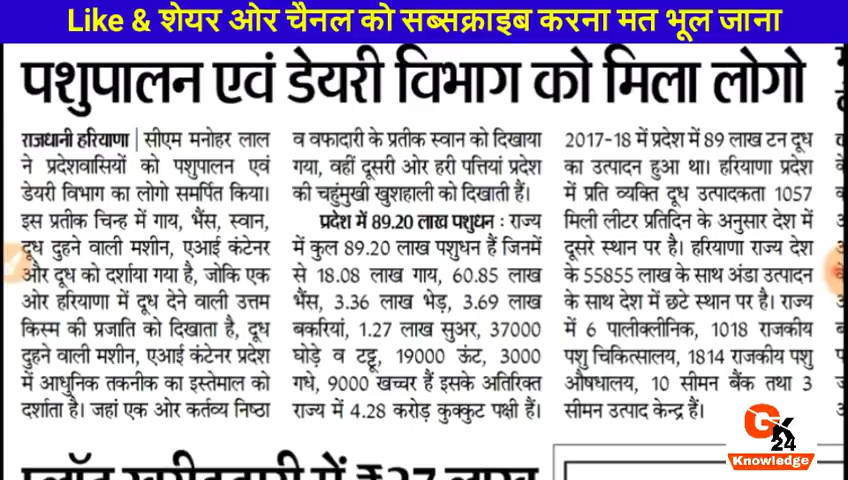 Like & शेयर ओर चैनल को सब्सक्राइब करना मत भूल जाना
पशुपालन एवं डेयरी विभाग को मिला लोगो
राजधानी हरियाणा | सीएम मनोहर लाल
ने प्रदेशवासियों को पशुपालन एवं
डेयरी विभाग का लोगो समर्पित किया।
इस प्रतीक चिन्ह में गाय, भैंस, स्वान,
दूध दुहने वाली मशीन, एआई कंटेनर
और दूध को दर्शाया गया है, जोकि एक
ओर हरियाणा में दूध देने वाली उत्तम
किस्म की प्रजाति को दिखाता है, दूध
दुहने वाली मशीन, एआई कंटेनर प्रदेश
में आधुनिक तकनीक का इस्तेमाल को
दर्शाता है। जहां एक ओर कर्तव्य निष्ठा
व वफादारी के प्रतीक स्वान को दिखाया
गया, वहीं दूसरी ओर हरी पत्तियां प्रदेश
की चहुंमुखी खुशहाली को दिखाती हैं।
प्रदेश में 89.20 लाख पशुधन : राज्य
में कुल 89.20 लाख पशुधन हैं जिनमें
से 18.08 लाख गाय, 60.85 लाख
भैंस, 3.36 लाख भेड़, 3.69 लाख
बकरियां, 1.27 लाख सुअर, 37000
घोड़े व टट्टू, 19000 ऊंट, 3000
गधे, 9000 खच्चर हैं इसके अतिरिक्त
राज्य में 4.28 करोड़ कुक्कुट पक्षी हैं।
2017-18 में प्रदेश में 89 लाख टन दूध
का उत्पादन हुआ था। हरियाणा प्रदेश
में प्रति व्यक्ति दूध उत्पादकता 1057
मिली लीटर प्रतिदिन के अनुसार देश में
दूसरे स्थान पर है। हरियाणा राज्य देश
के 55855 लाख के साथ अंडा उत्पादन
के साथ देश में छटे स्थान पर है। राज्य
में 6 पालीक्लीनिक, 1018 राजकीय
पशु चिकित्सालय, 1814 राजकीय पशु
औषधालय, 10 सीमन बैंक तथा 3
सीमन उत्पाद केन्द्र हैं।
GK
24
Knowledge